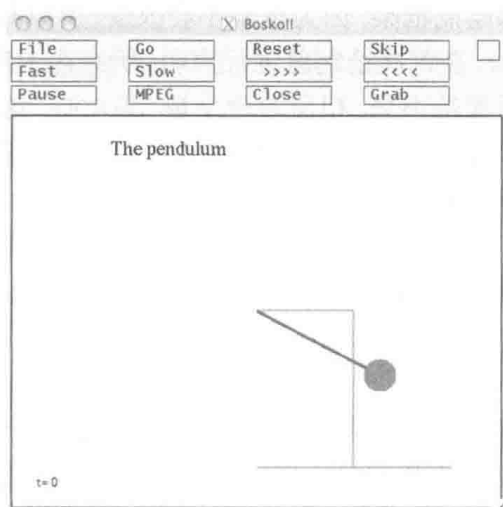 X Boskoll
File Go Reset Skip
Fast Slow >>>> <<<<
Pause MPEG Close Grab
The pendulum
t= 0